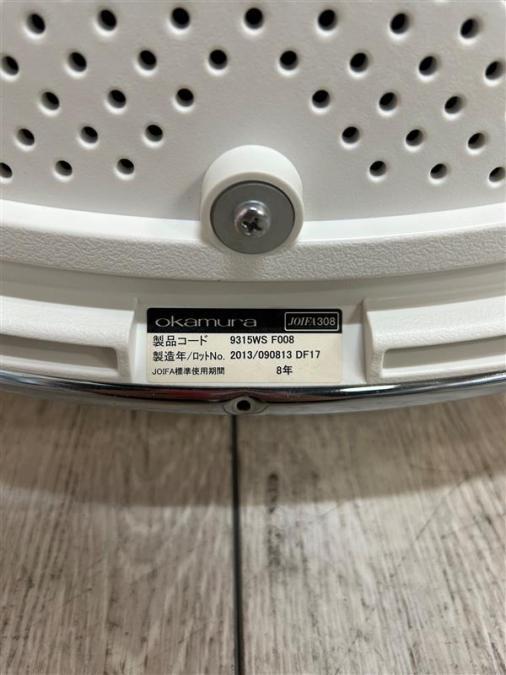 okamura JOIFA308
製品コード 9315WS F008
製造年/ロットNo. 2013/090813 DF17
JOIFA標準使用期間 8年